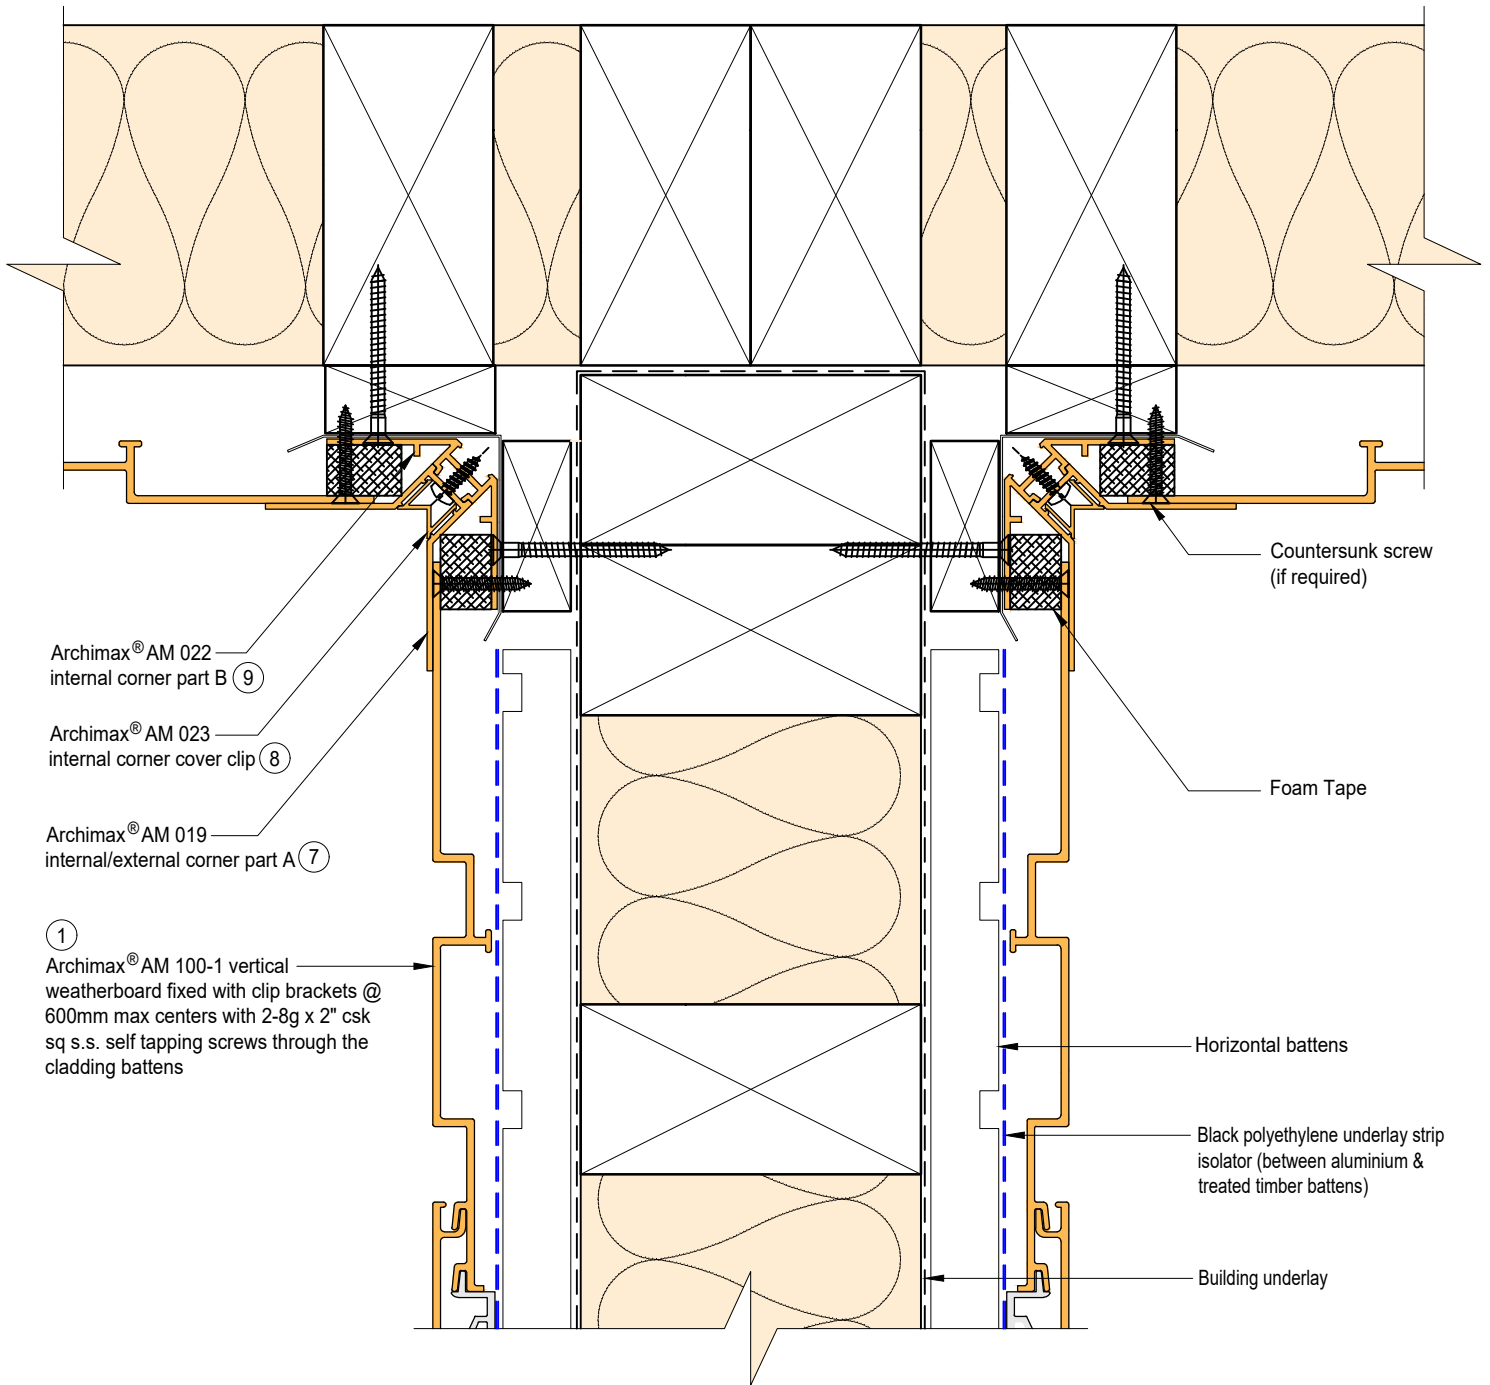 Archimax® AM 022
internal corner part B 9
Archimax® AM 023
internal corner cover clip 8
Archimax® AM 019
internal/external corner part A 7
1
Archimax® AM 100-1 vertical
weatherboard fixed with clip brackets @
600mm max centers with 2-8g x 2" csk
sq s.s. self tapping screws through the
cladding battens
Countersunk screw
(if required)
Foam Tape
Horizontal battens
Black polyethylene underlay strip
isolator (between aluminium &
treated timber battens)
Building underlay